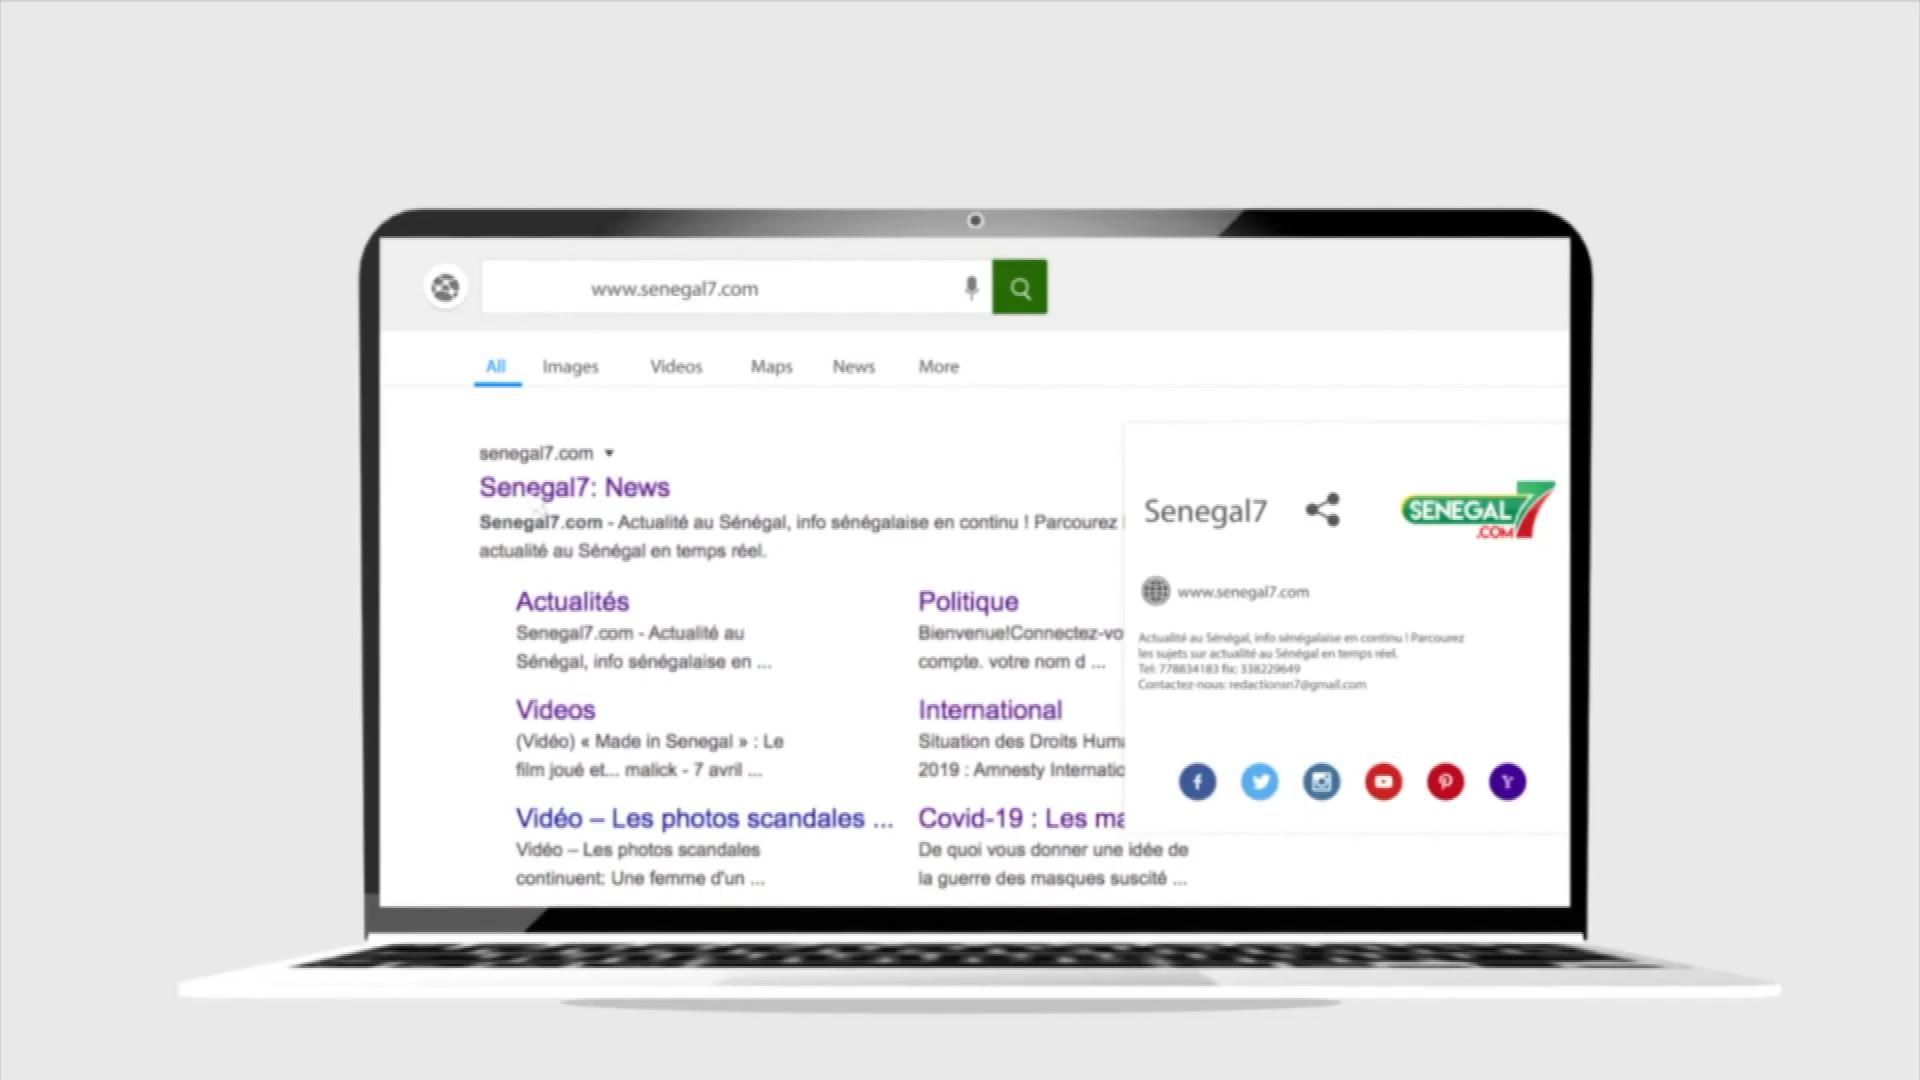 www.senegal7.com
All Images Videos Maps News More
senegal7.com
Senegal7: News
Senegal7.com - Actualité au Sénégal, info sénégalaise en continu ! Parcourez
actualité au Sénégal en temps réel.
Actualités
Senegal7.com - Actualité au
Sénégal, info sénégalaise en ...
Politique
Bienvenue!Connectez-vo
compte. votre nom d ...
Videos
(Vidéo) « Made in Senegal » : Le
film joué et... malick - 7 avril ...
International
Situation des Droits Huma
2019 : Amnesty Internatio
Vidéo – Les photos scandales ...
Vidéo – Les photos scandales
continuent: Une femme d'un ...
Covid-19 : Les ma
De quoi vous donner une idée de
la guerre des masques suscité ...
Senegal7
SENEGAL 7
.COM
www.senegal7.com
Actualité au Sénégal, info sénégalaise en continu ! Parcourez
les sujets sur actualité au Sénégal en temps réel.
Tel: 778834183 fix: 338229649
Contactez-nous: redactionsn7@gmail.com